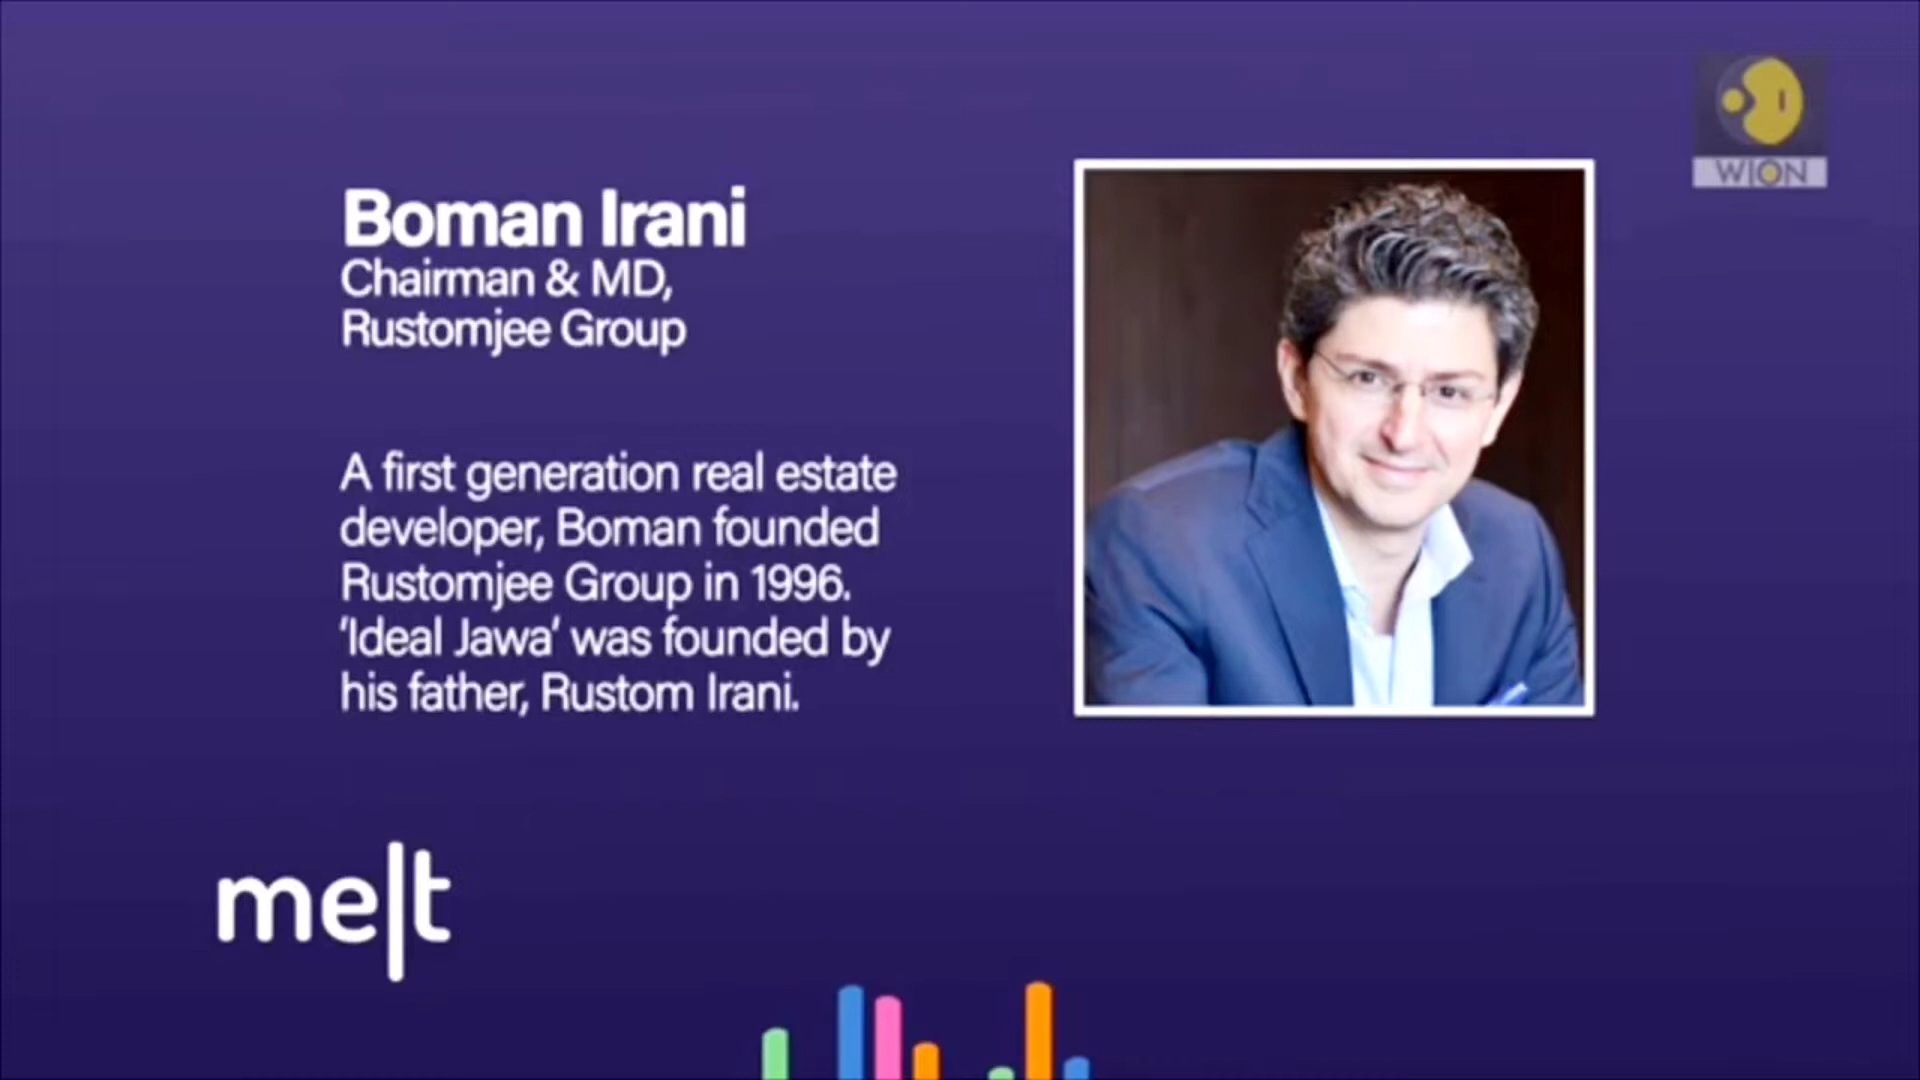 WION
Boman Irani
Chairman & MD,
Rustomjee Group
A first generation real estate
developer, Boman founded
Rustomjee Group in 1996.
‘Ideal Jawa’ was founded by
his father, Rustom Irani.
melt